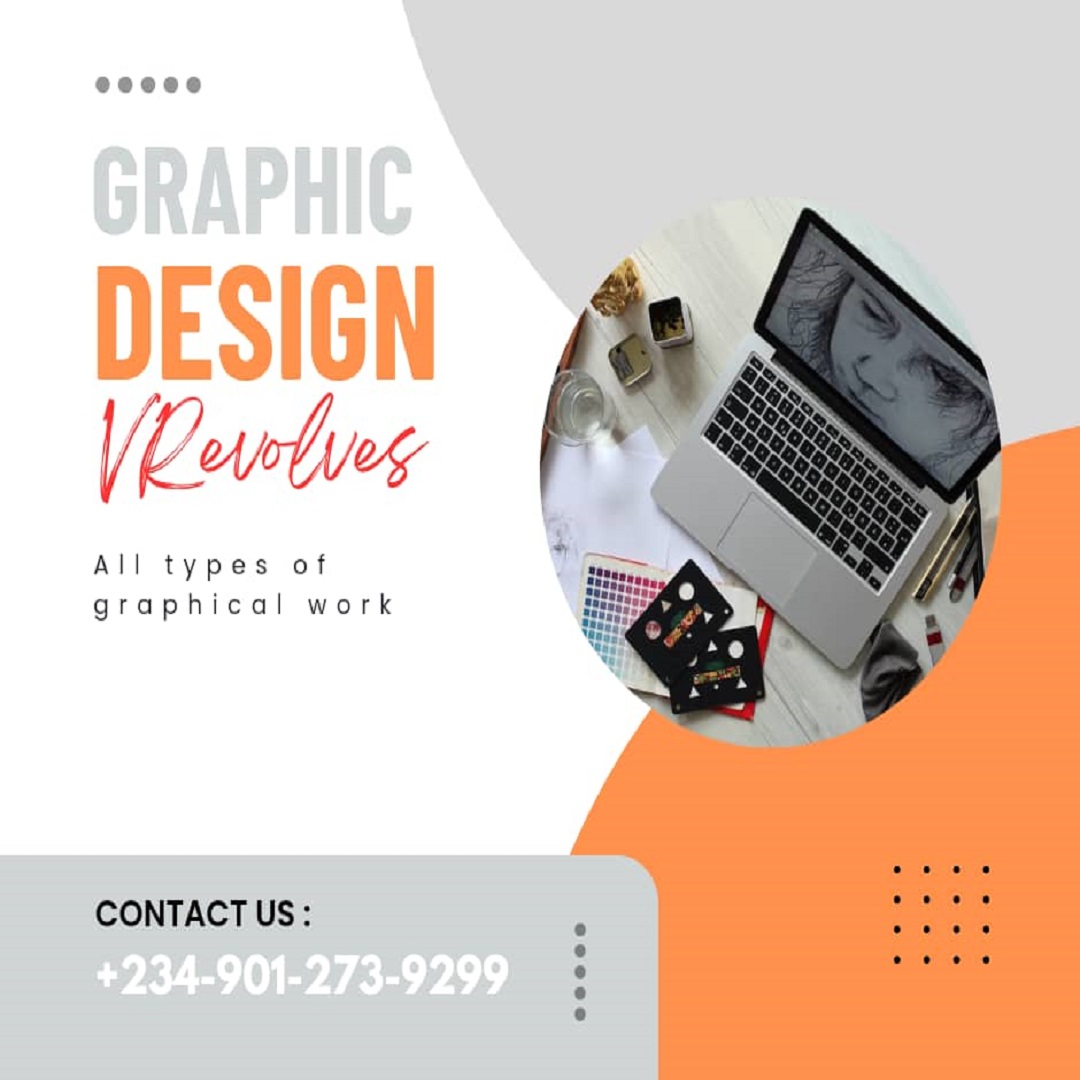 GRAPHIC
DESIGN
VRevolves
All types of
graphical work
CONTACT US :
+234-901-273-9299